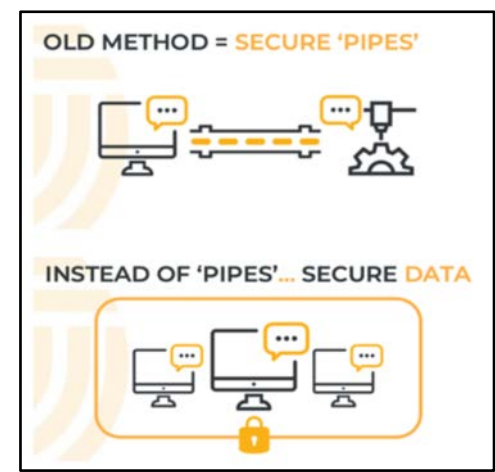 OLD METHOD = SECURE ‘PIPES’
INSTEAD OF ‘PIPES’... SECURE DATA